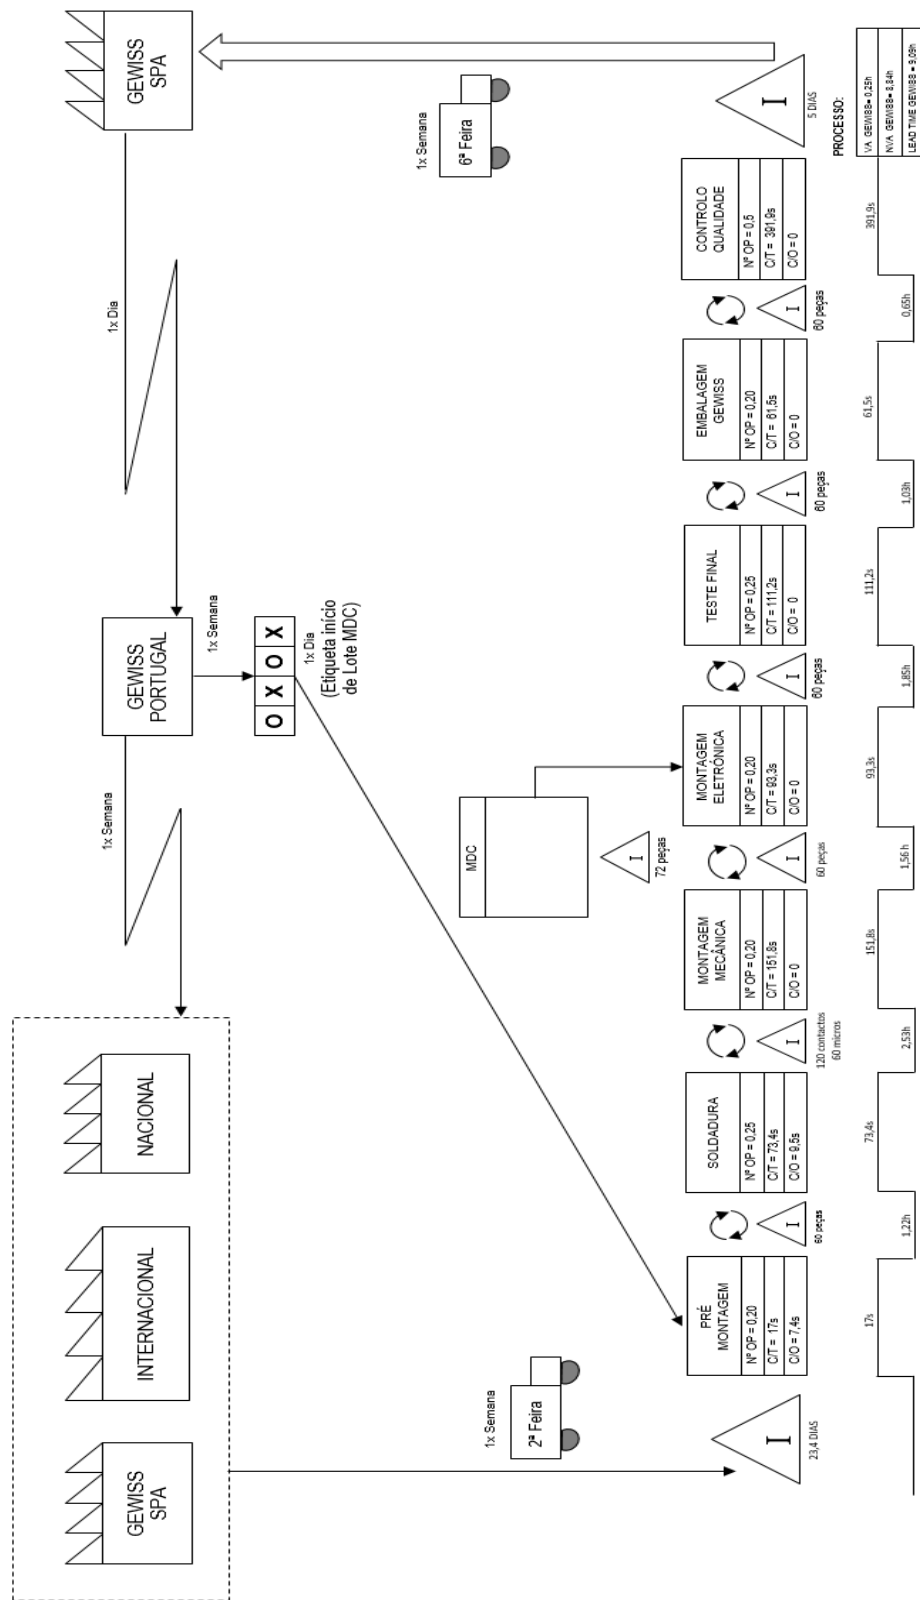 GEWISS
SPA
INTERNACIONAL
NACIONAL
1x Semana
GEWISS
PORTUGAL
1x Dia
GEWISS
SPA
1x Semana
O X O X
1x Dia
(Etiqueta início
de Lote MDC)
1x Semana
2ª Feira
1x Semana
6ª Feira
MDC
I
72 peças
I
23,4 DIAS
PRÉ
MONTAGEM
Nº OP = 0,20
C/T = 17s
C/O = 7,4s
I
60 peças
SOLDADURA
Nº OP = 0,25
C/T = 73,4s
C/O = 9,5s
I
120 contactos
60 micros
MONTAGEM
MECÂNICA
Nº OP = 0,20
C/T = 151,8s
C/O = 0
I
60 peças
MONTAGEM
ELETRÓNICA
Nº OP = 0,20
C/T = 93,3s
C/O = 0
I
60 peças
TESTE FINAL
Nº OP = 0,25
C/T = 111,2s
C/O = 0
I
60 peças
EMBALAGEM
GEWISS
Nº OP = 0,20
C/T = 61,5s
C/O = 0
I
60 peças
CONTROLO
QUALIDADE
Nº OP = 0,5
C/T = 391,9s
C/O = 0
I
5 DIAS
17s
1,22h
73,4s
2,53h
151,8s
1,56 h
93,3s
1,85h
111,2s
1,03h
61,5s
0,65h
391,9s
PROCESSO:
VA GEWISS= 0,25h
NVA GEWISS= 8,84h
LEAD TIME GEWISS = 9,09h